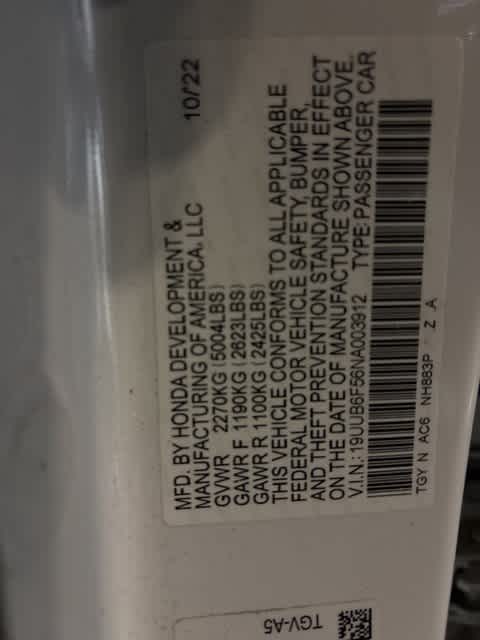 MFD. BY HONDA DEVELOPMENT &
MANUFACTURING OF AMERICA, LLC 10/22
GVWR 2270KG (5004LBS)
GAWR F 1190KG (2623LBS)
GAWR R 1100KG (2425LBS)
THIS VEHICLE CONFORMS TO ALL APPLICABLE
FEDERAL MOTOR VEHICLE SAFETY, BUMPER,
AND THEFT PREVENTION STANDARDS IN EFFECT
ON THE DATE OF MANUFACTURE SHOWN ABOVE.
V.I.N.:19UUB6F56NA003912 TYPE:PASSENGER CAR
TGY N AC6 NH883P Z A
TGV-A5